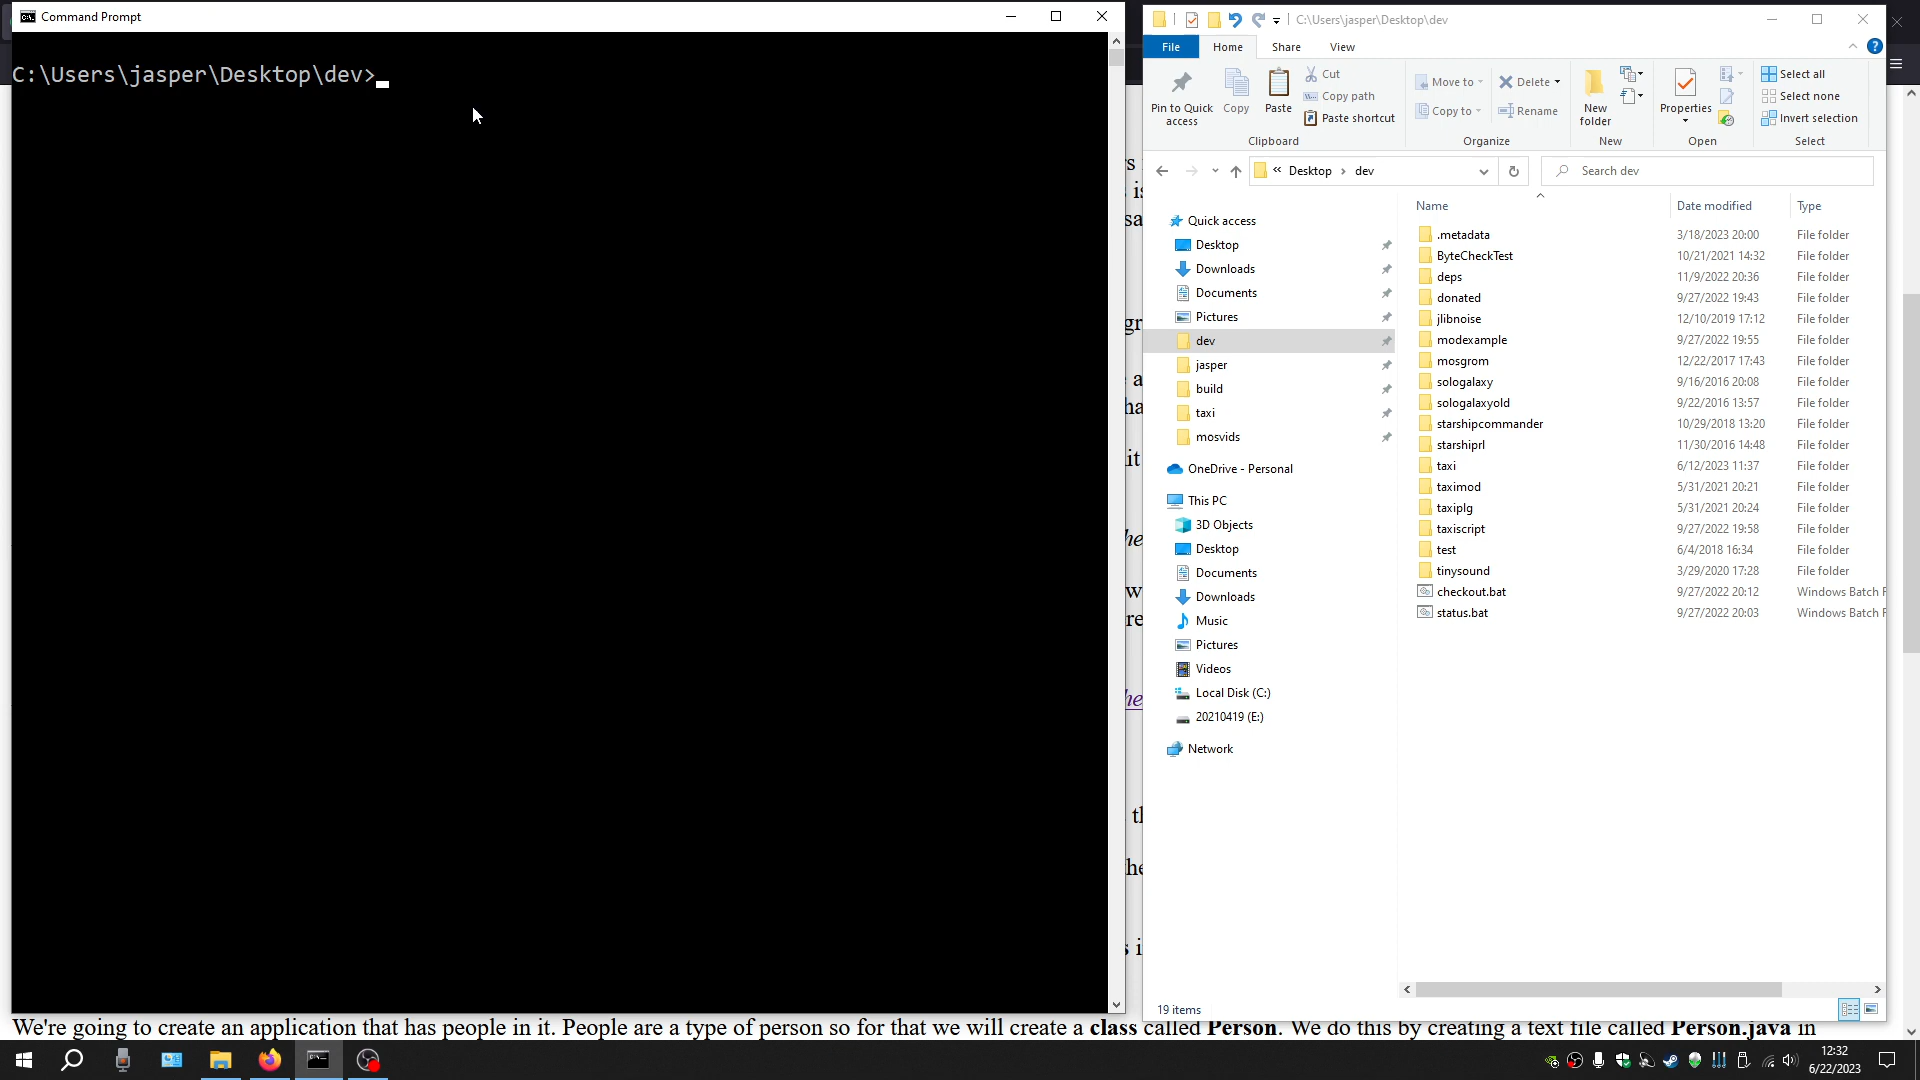 Command Prompt
C:\Users\jasper\Desktop\dev>
C:\Users\jasper\Desktop\dev
File
Home
Share
View
Pin to Quick access
Copy
Paste
Cut
Copy path
Paste shortcut
Clipboard
Move to
Copy to
Delete
Rename
Organize
New folder
New
Properties
Open
Select all
Select none
Invert selection
Select
« Desktop › dev
Search dev
Name Date modified Type
Quick access
Desktop
Downloads
Documents
Pictures
dev
jasper
build
taxi
mosvids
OneDrive - Personal
This PC
3D Objects
Desktop
Documents
Downloads
Music
Pictures
Videos
Local Disk (C:)
20210419 (E:)
Network
.metadata 3/18/2023 20:00 File folder
ByteCheckTest 10/21/2021 14:32 File folder
deps 11/9/2022 20:36 File folder
donated 9/27/2022 19:43 File folder
jlibnoise 12/10/2019 17:12 File folder
modexample 9/27/2022 19:55 File folder
mosgrom 12/22/2017 17:43 File folder
sologalaxy 9/16/2016 20:08 File folder
sologalaxyold 9/22/2016 13:57 File folder
starshipcommander 10/29/2018 13:20 File folder
starshiprl 11/30/2016 14:48 File folder
taxi 6/12/2023 11:37 File folder
taximod 5/31/2021 20:21 File folder
taxiplg 5/31/2021 20:24 File folder
taxiscript 9/27/2022 19:58 File folder
test 6/4/2018 16:34 File folder
tinysound 3/29/2020 17:28 File folder
checkout.bat 9/27/2022 20:12 Windows Batch F
status.bat 9/27/2022 20:03 Windows Batch F
19 items
We're going to create an application that has people in it. People are a type of person so for that we will create a class called Person. We do this by creating a text file called Person.java in
12:32
6/22/2023